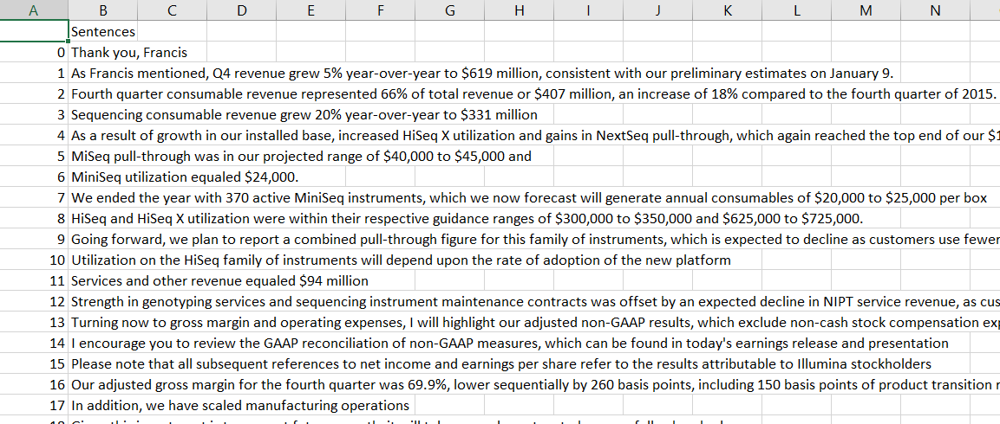 A B C D E F G H I J K L M N
Sentences
0 Thank you, Francis
1 As Francis mentioned, Q4 revenue grew 5% year-over-year to $619 million, consistent with our preliminary estimates on January 9.
2 Fourth quarter consumable revenue represented 66% of total revenue or $407 million, an increase of 18% compared to the fourth quarter of 2015.
3 Sequencing consumable revenue grew 20% year-over-year to $331 million
4 As a result of growth in our installed base, increased HiSeq X utilization and gains in NextSeq pull-through, which again reached the top end of our
5 MiSeq pull-through was in our projected range of $40,000 to $45,000 and
6 MiniSeq utilization equaled $24,000.
7 We ended the year with 370 active MiniSeq instruments, which we now forecast will generate annual consumables of $20,000 to $25,000 per box
8 HiSeq and HiSeq X utilization were within their respective guidance ranges of $300,000 to $350,000 and $625,000 to $725,000.
9 Going forward, we plan to report a combined pull-through figure for this family of instruments, which is expected to decline as customers use fewer
10 Utilization on the HiSeq family of instruments will depend upon the rate of adoption of the new platform
11 Services and other revenue equaled $94 million
12 Strength in genotyping services and sequencing instrument maintenance contracts was offset by an expected decline in NIPT service revenue, as
13 Turning now to gross margin and operating expenses, I will highlight our adjusted non-GAAP results, which exclude non-cash stock compensation
14 I encourage you to review the GAAP reconciliation of non-GAAP measures, which can be found in today's earnings release and presentation
15 Please note that all subsequent references to net income and earnings per share refer to the results attributable to Illumina stockholders
16 Our adjusted gross margin for the fourth quarter was 69.9%, lower sequentially by 260 basis points, including 150 basis points of product transition
17 In addition, we have scaled manufacturing operations